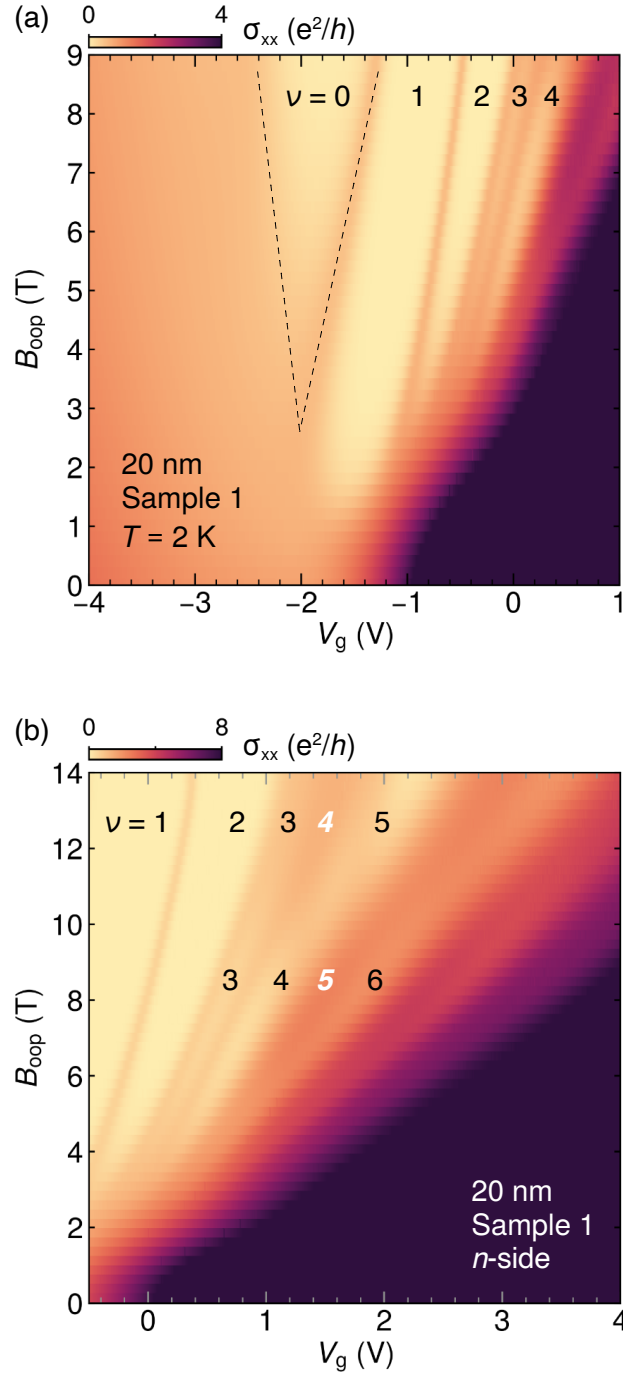 (a)
0 4 σxx (e²/h)
9
8
7
6
5
4
3
2
1
0
Boop (T)
ν = 0 1 2 3 4
20 nm
Sample 1
T = 2 K
−4 −3 −2 −1 0 1
Vg (V)
(b)
0 8 σxx (e²/h)
14
12
10
8
6
4
2
0
Boop (T)
ν = 1 2 3 4 5
3 4 5 6
20 nm
Sample 1
n-side
0 1 2 3 4
Vg (V)